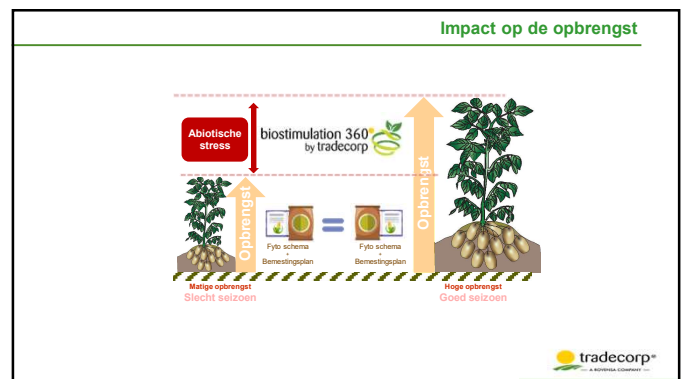 Impact op de opbrengst
Abiotische
stress
biostimulation 360°
by tradecorp
Opbrengst
Opbrengst
Fyto schema
+
Bemestingsplan
=
Fyto schema
+
Bemestingsplan
Matige opbrengst
Slecht seizoen
Hoge opbrengst
Goed seizoen
tradecorp®
A ROVENSA COMPANY